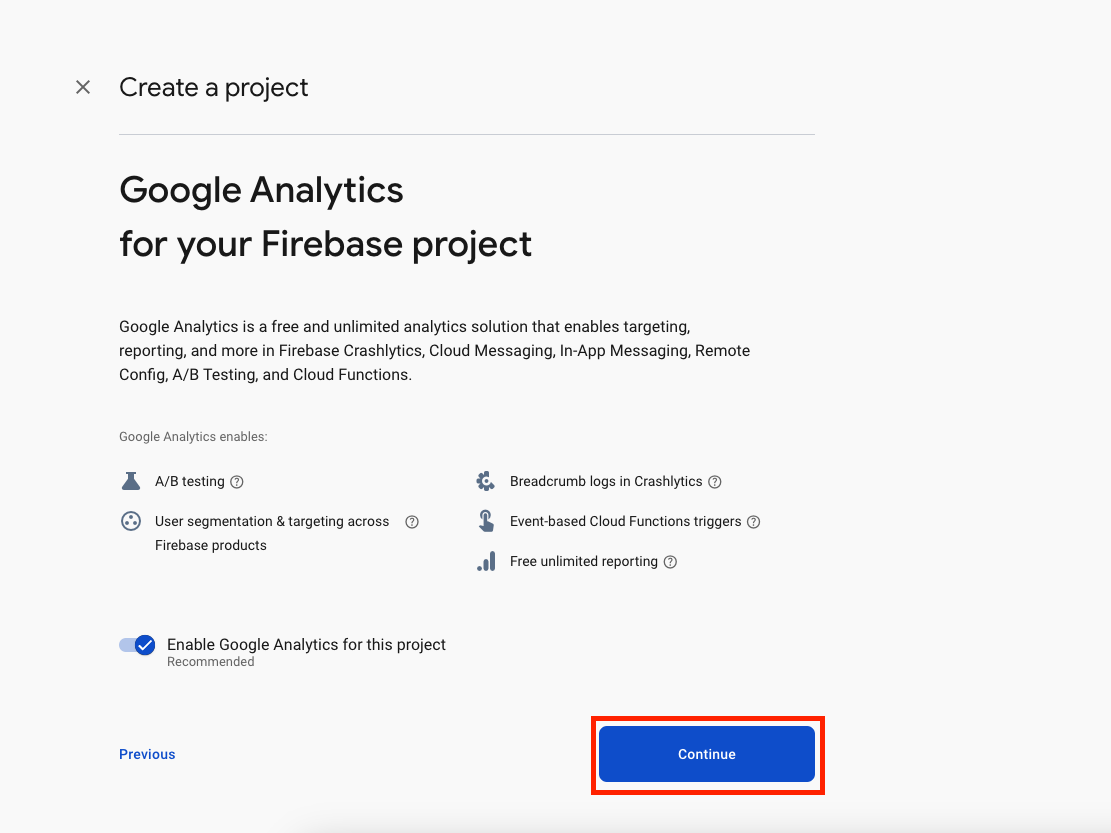 Create a project
Google Analytics
for your Firebase project
Google Analytics is a free and unlimited analytics solution that enables targeting,
reporting, and more in Firebase Crashlytics, Cloud Messaging, In-App Messaging, Remote
Config, A/B Testing, and Cloud Functions.
Google Analytics enables:
A/B testing
User segmentation & targeting across
Firebase products
Breadcrumb logs in Crashlytics
Event-based Cloud Functions triggers
Free unlimited reporting
Enable Google Analytics for this project
Recommended
Previous
Continue